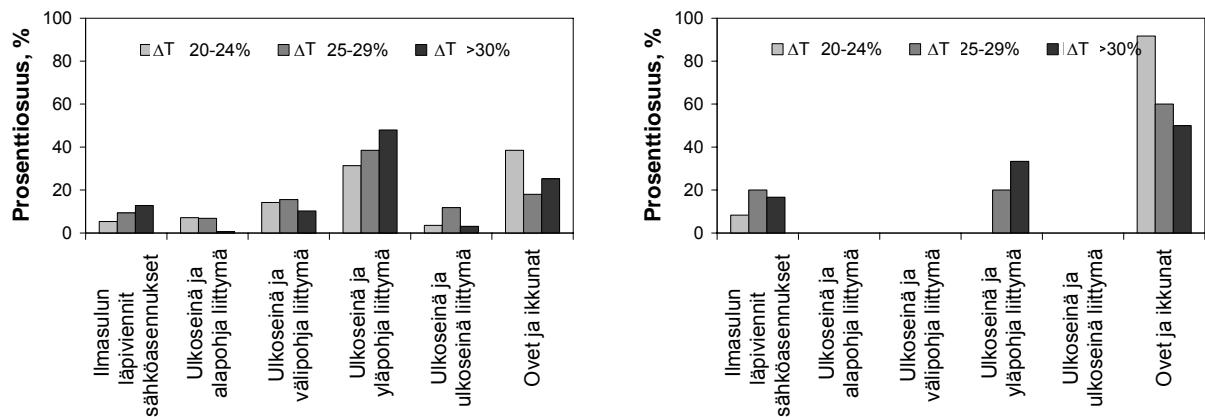 Prosenttiosuus, %
100
80
60
40
20
0
ΔT 20-24% ΔT 25-29% ΔT >30%
Ilmasulun
läpiviennit
sähköasennukset
Ulkoseinä ja
alapohja liittymä
Ulkoseinä ja
välipohja liittymä
Ulkoseinä ja
yläpohja liittymä
Ulkoseinä ja
ulkoseinä liittymä
Ovet ja ikkunat
Prosenttiosuus, %
100
80
60
40
20
0
ΔT 20-24% ΔT 25-29% ΔT >30%
Ilmasulun
läpiviennit
sähköasennukset
Ulkoseinä ja
alapohja liittymä
Ulkoseinä ja
välipohja liittymä
Ulkoseinä ja
yläpohja liittymä
Ulkoseinä ja
ulkoseinä liittymä
Ovet ja ikkunat